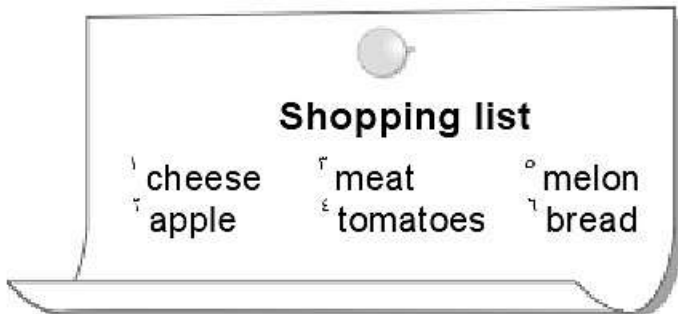 Shopping list
١ cheese ٣ meat ٥ melon
٢ apple ٤ tomatoes ٦ bread